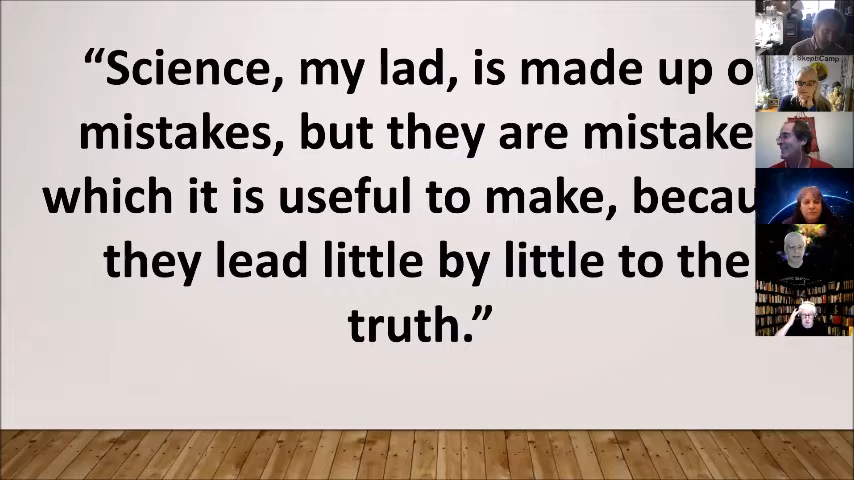 “Science, my lad, is made up o
mistakes, but they are mistake
which it is useful to make, becau
they lead little by little to the
truth.”
SkeptiCamp